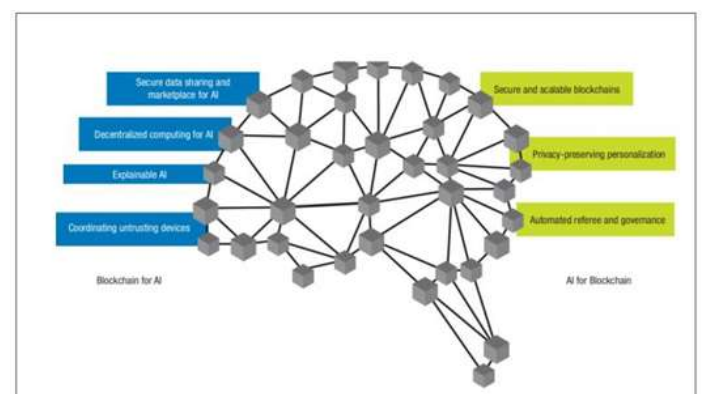 Secure data sharing and
marketplace for AI
Decentralized computing for AI
Explainable AI
Coordinating untrusting devices
Blockchain for AI
Secure and scalable blockchains
Privacy-preserving personalization
Automated referee and governance
AI for Blockchain